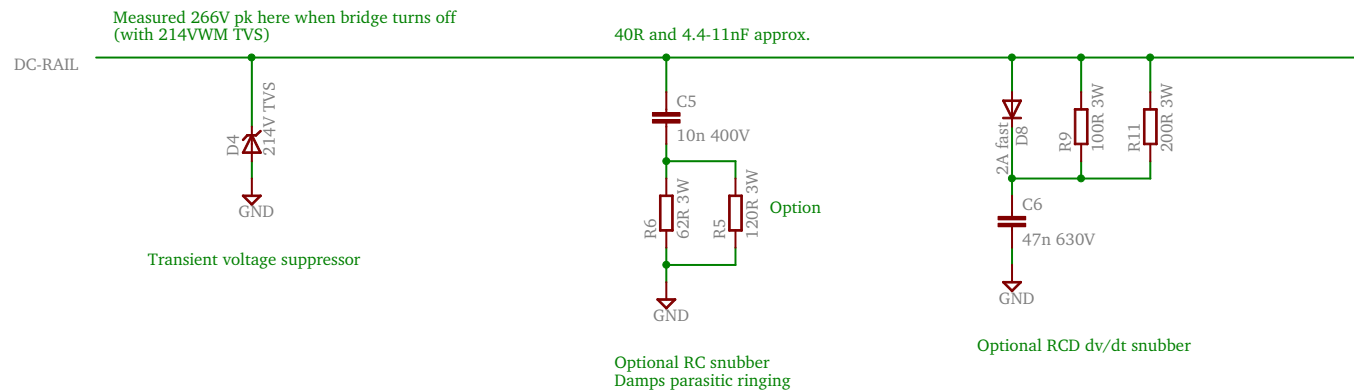 Measured 266V pk here when bridge turns off
(with 214VWM TVS)
40R and 4.4-11nF approx.
DC-RAIL
D4
214V TVS
GND
Transient voltage suppressor
C5
10n 400V
R6
62R 3W
R5
120R 3W
Option
GND
Optional RC snubber
Damps parasitic ringing
2A fast
D8
R9
100R 3W
R11
200R 3W
C6
47n 630V
GND
Optional RCD dv/dt snubber